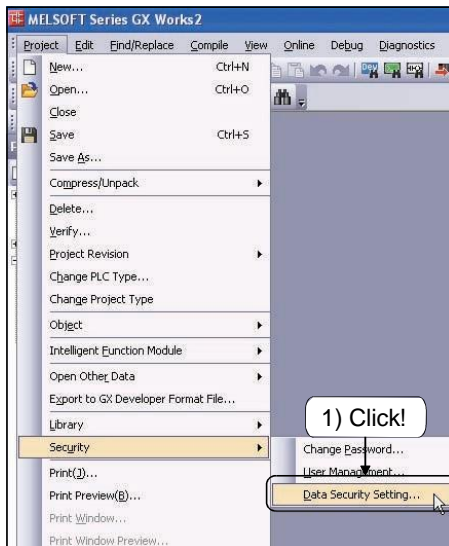 MELSOFT Series GX Works2
Project Edit Find/Replace Compile View Online Debug Diagnostics
New... Ctrl+N
Open... Ctrl+O
Close
Save Ctrl+S
Save As...
Compress/Unpack
Delete...
Verify...
Project Revision
Change PLC Type...
Change Project Type
Object
Intelligent Function Module
Open Other Data
Export to GX Developer Format File...
Library
1) Click!
Security
Change Password...
User Management...
Data Security Setting...
Print(J)...
Print Preview(B)...
Print Window...
Print Window Preview...